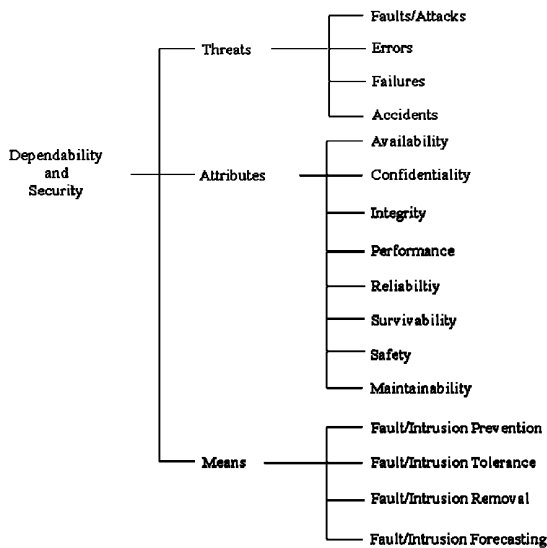 Dependability
and
Security
Threats
Faults/Attacks
Errors
Failures
Accidents
Attributes
Availability
Confidentiality
Integrity
Performance
Reliabiltiy
Survivability
Safety
Maintainability
Means
Fault/Intrusion Prevention
Fault/Intrusion Tolerance
Fault/Intrusion Removal
Fault/Intrusion Forecasting